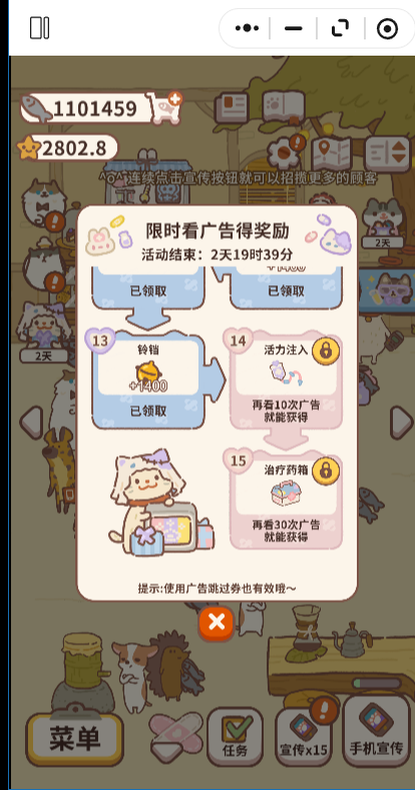 1101459
2802.8
^o^连续点击宣传按钮就可以招揽更多的顾客
限时看广告得奖励
活动结束：2天19时39分
已领取
已领取
13
铃铛
+1400
已领取
14
活力注入
再看10次广告
就能获得
15
治疗药箱
再看30次广告
就能获得
提示:使用广告跳过券也有效哦～
2天
2天
菜单
任务
宣传x15
手机宣传